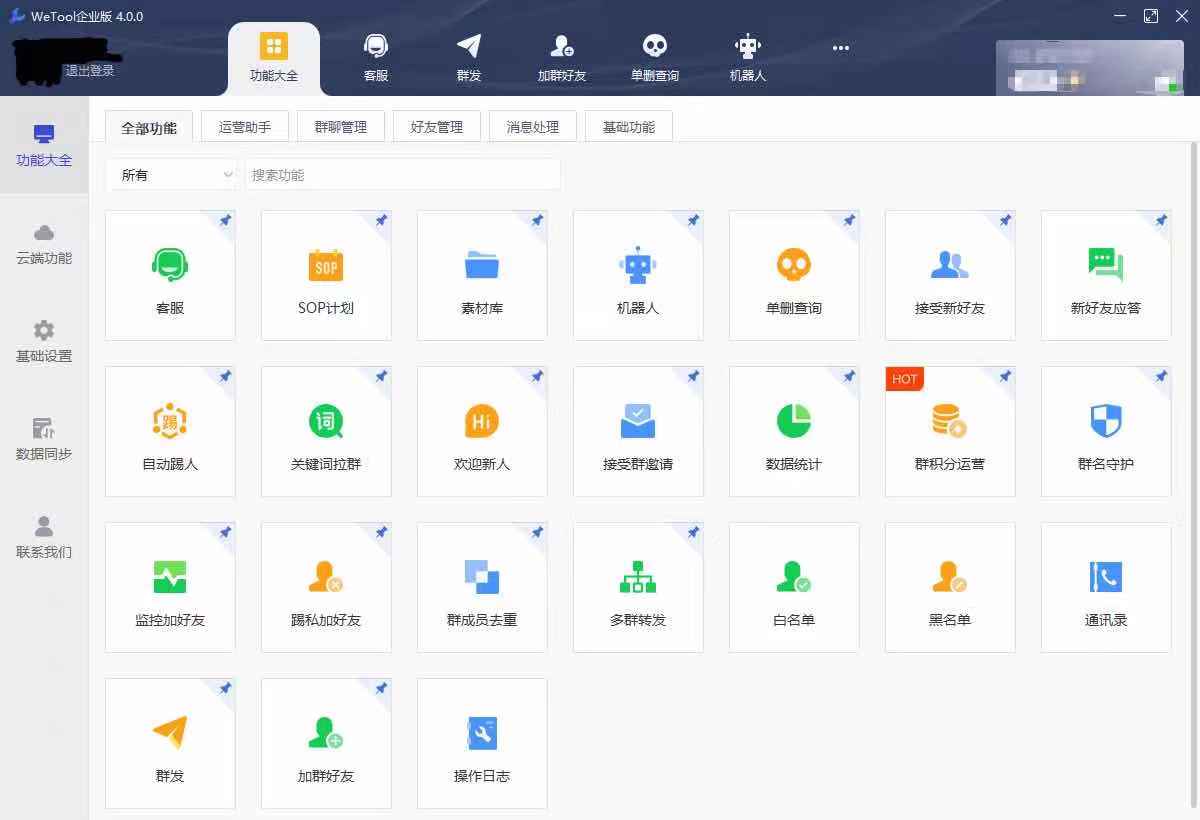 WeTool企业版 4.0.0
退出登录
功能大全
客服
群发
加群好友
单删查询
机器人
功能大全
云端功能
基础设置
数据同步
联系我们
全部功能
运营助手
群聊管理
好友管理
消息处理
基础功能
所有
搜索功能
客服
SOP
SOP计划
素材库
机器人
单删查询
接受新好友
新好友应答
踢
自动踢人
词
关键词拉群
Hi
欢迎新人
接受群邀请
数据统计
HOT
群积分运营
群名守护
监控加好友
踢私加好友
群成员去重
多群转发
白名单
黑名单
通讯录
群发
加群好友
操作日志